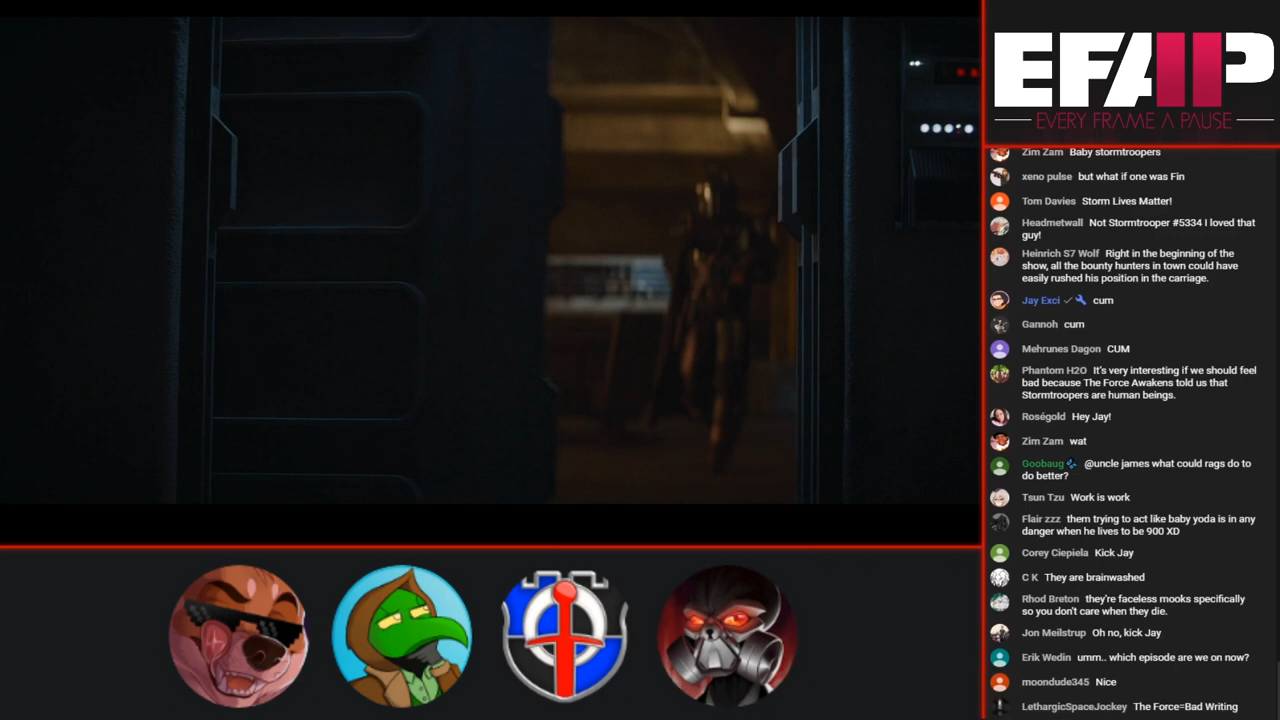 EFAP
EVERY FRAME A PAUSE
Zim Zam Baby stormtroopers
xeno pulse but what if one was Fin
Tom Davies Storm Lives Matter!
Headmetwall Not Stormtrooper #5334 I loved that
guy!
Heinrich S7 Wolf Right in the beginning of the
show, all the bounty hunters in town could have
easily rushed his position in the carriage.
Jay Exci cum
Gannoh cum
Mehrunes Dagon CUM
Phantom H2O It's very interesting if we should feel
bad because The Force Awakens told us that
Stormtroopers are human beings.
Roségold Hey Jay!
Zim Zam wat
Goobaug @uncle james what could rags do to
do better?
Tsun Tzu Work is work
Flair zzz them trying to act like baby yoda is in any
danger when he lives to be 900 XD
Corey Ciepiela Kick Jay
C K They are brainwashed
Rhod Breton they're faceless mooks specifically
so you don't care when they die.
Jon Meilstrup Oh no, kick Jay
Erik Wedin umm.. which episode are we on now?
moondude345 Nice
LethargicSpaceJockey The Force=Bad Writing